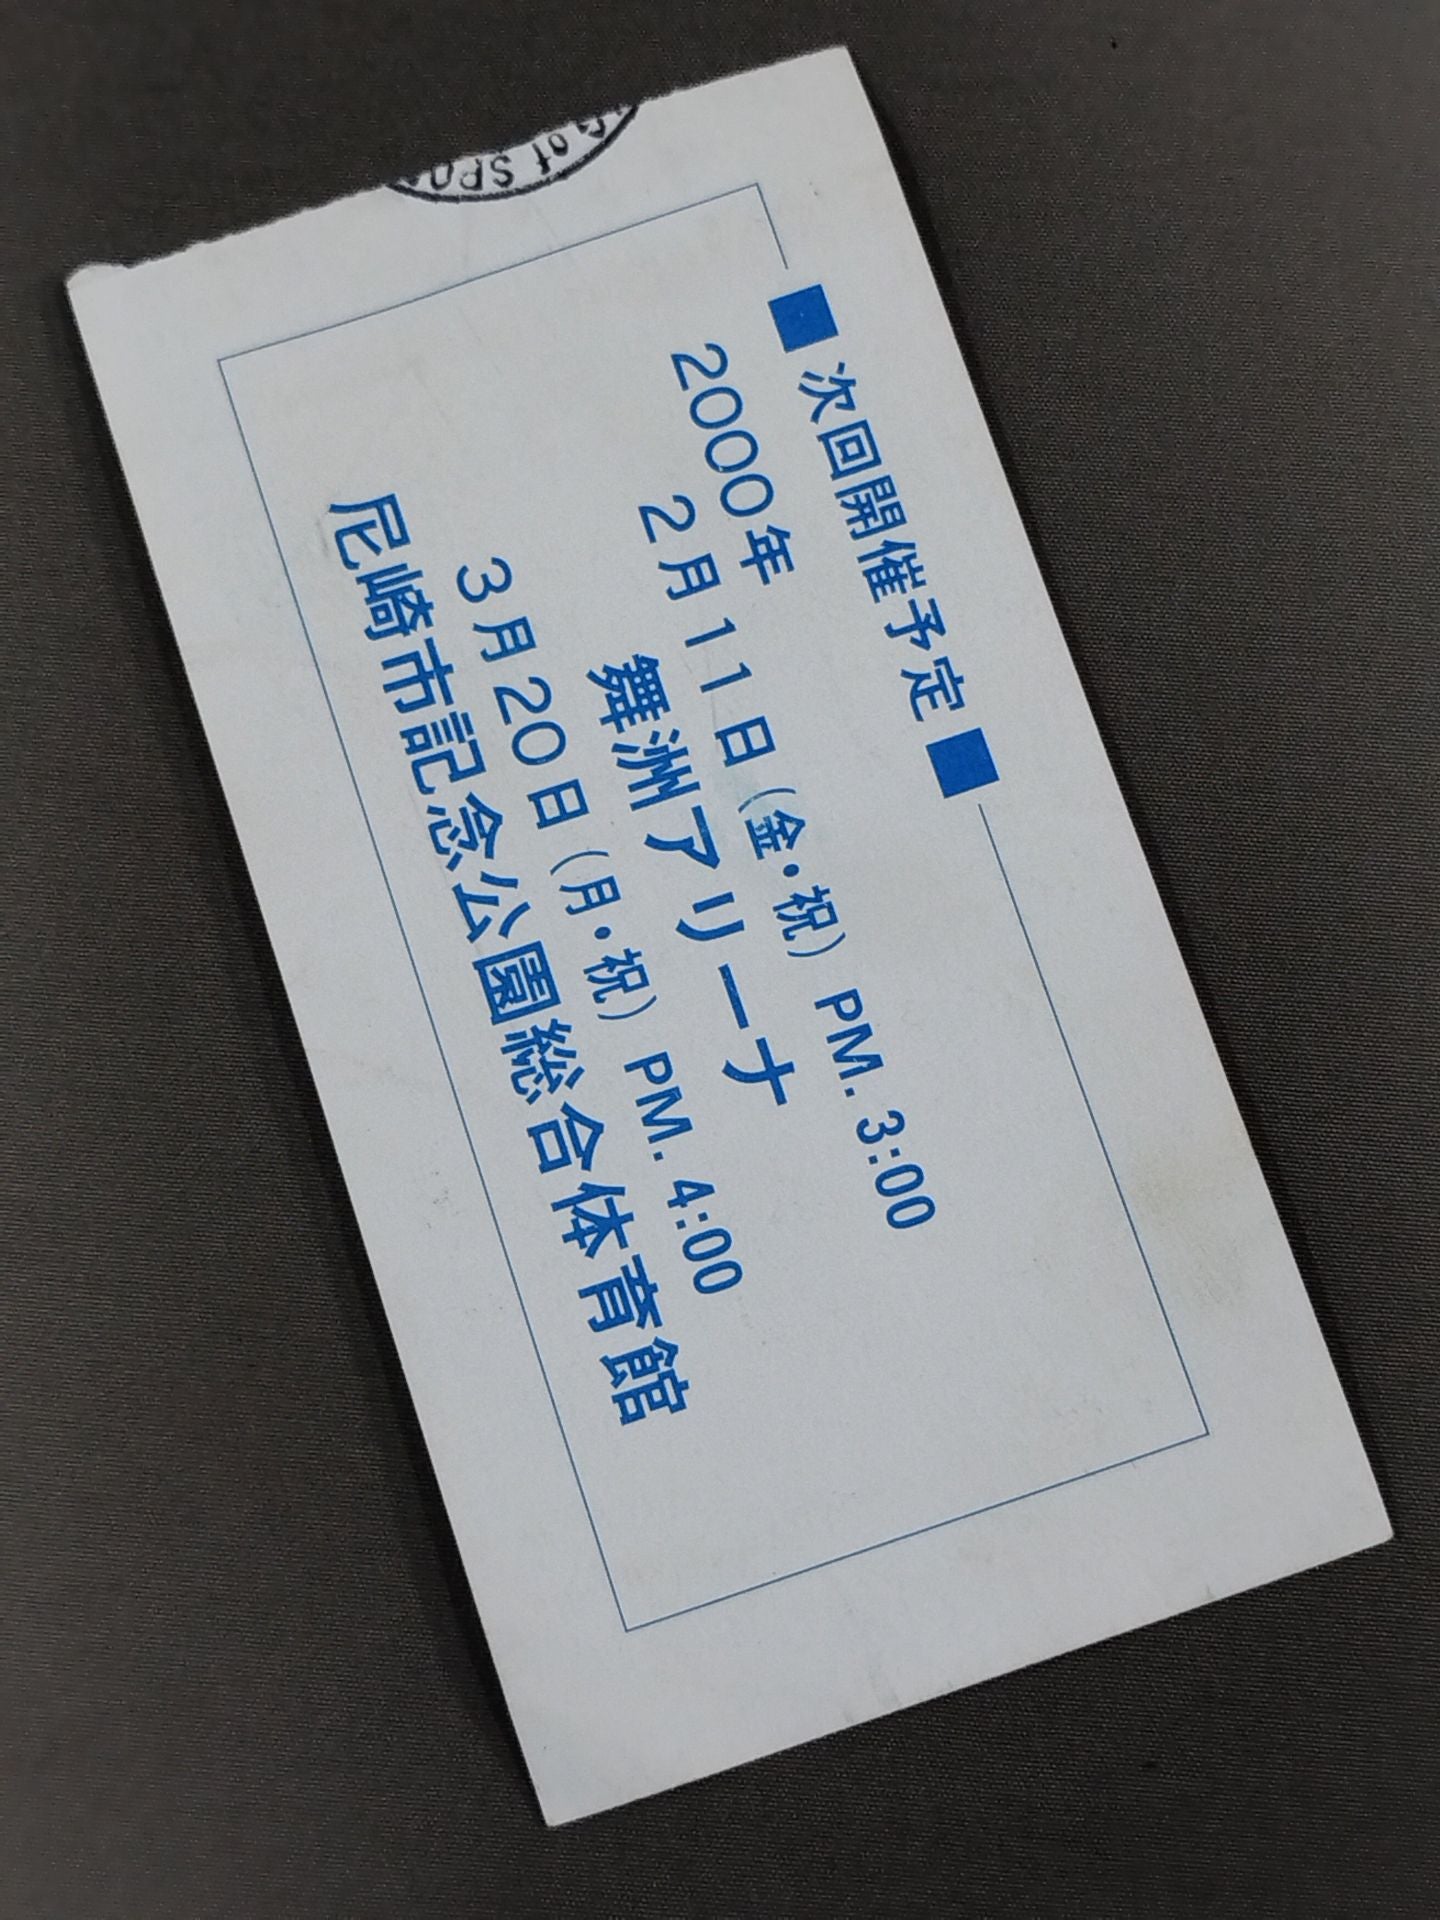 ■次回開催予定■
2000年
2月11日(金・祝) PM.3:00
舞洲アリーナ
3月20日(月・祝) PM.4:00
尼崎市記念公園総合体育館
of